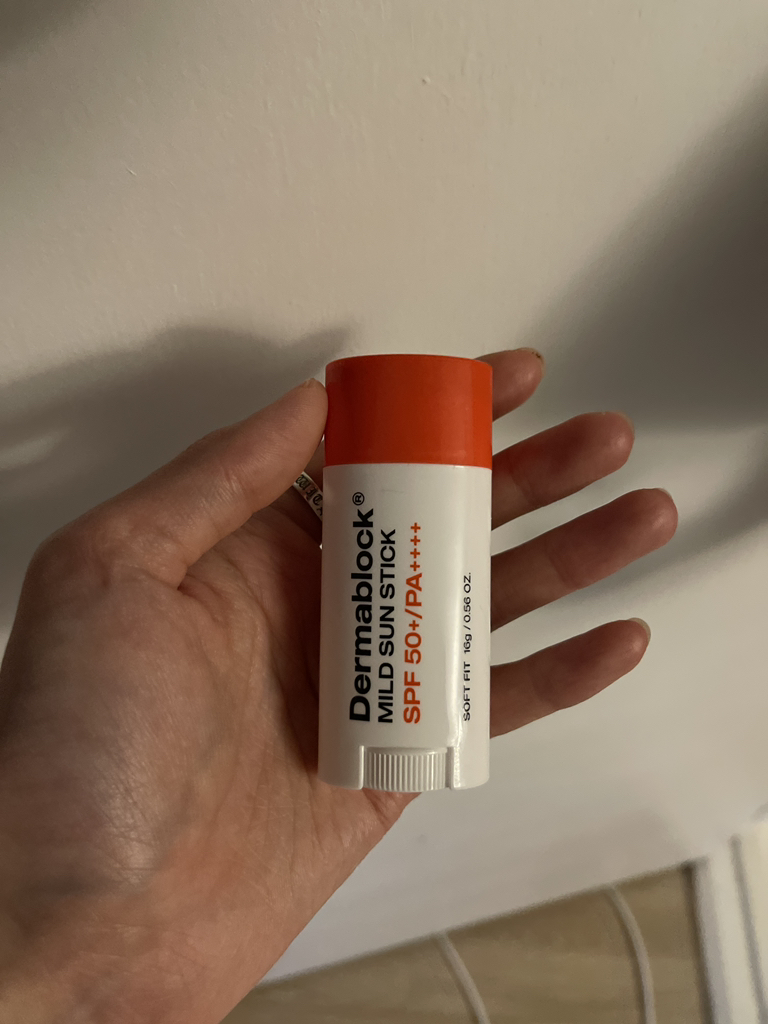 Dermablock®
MILD SUN STICK
SPF 50+/PA++++
SOFT FIT 16g / 0.56 OZ.